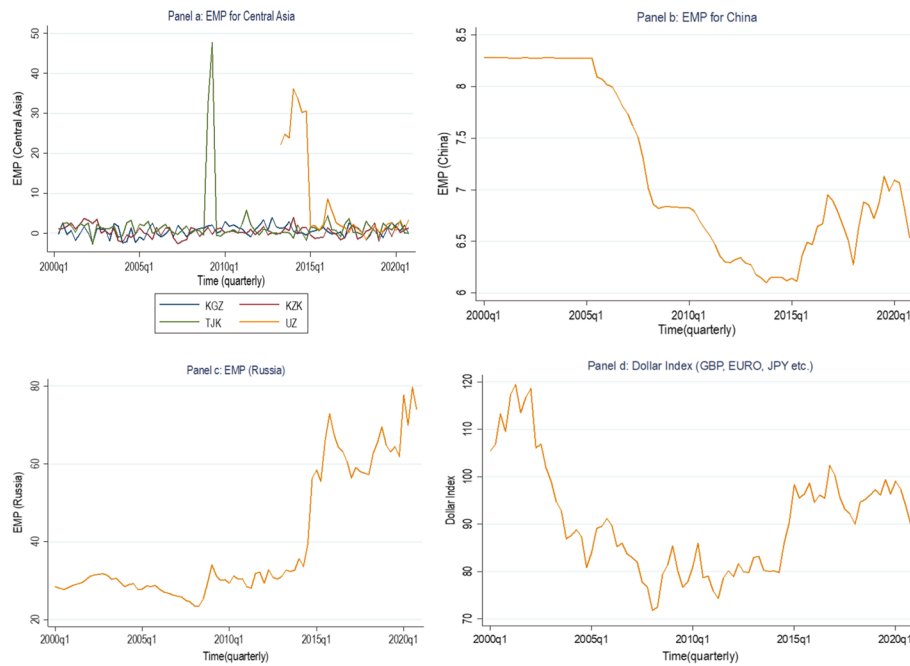 Panel a: EMP for Central Asia
EMP (Central Asia)
50
40
30
20
10
0
2000q1 2005q1 2010q1 2015q1 2020q1
Time (quarterly)
KGZ KZK
TJK UZ
Panel b: EMP for China
EMP (China)
8.5
8
7.5
7
6.5
6
2000q1 2005q1 2010q1 2015q1 2020q1
Time(quarterly)
Panel c: EMP (Russia)
EMP (Russia)
80
60
40
20
2000q1 2005q1 2010q1 2015q1 2020q1
Time(quarterly)
Panel d: Dollar Index (GBP, EURO, JPY etc.)
Dollar Index
120
110
100
90
80
70
2000q1 2005q1 2010q1 2015q1 2020q1
Time(quarterly)